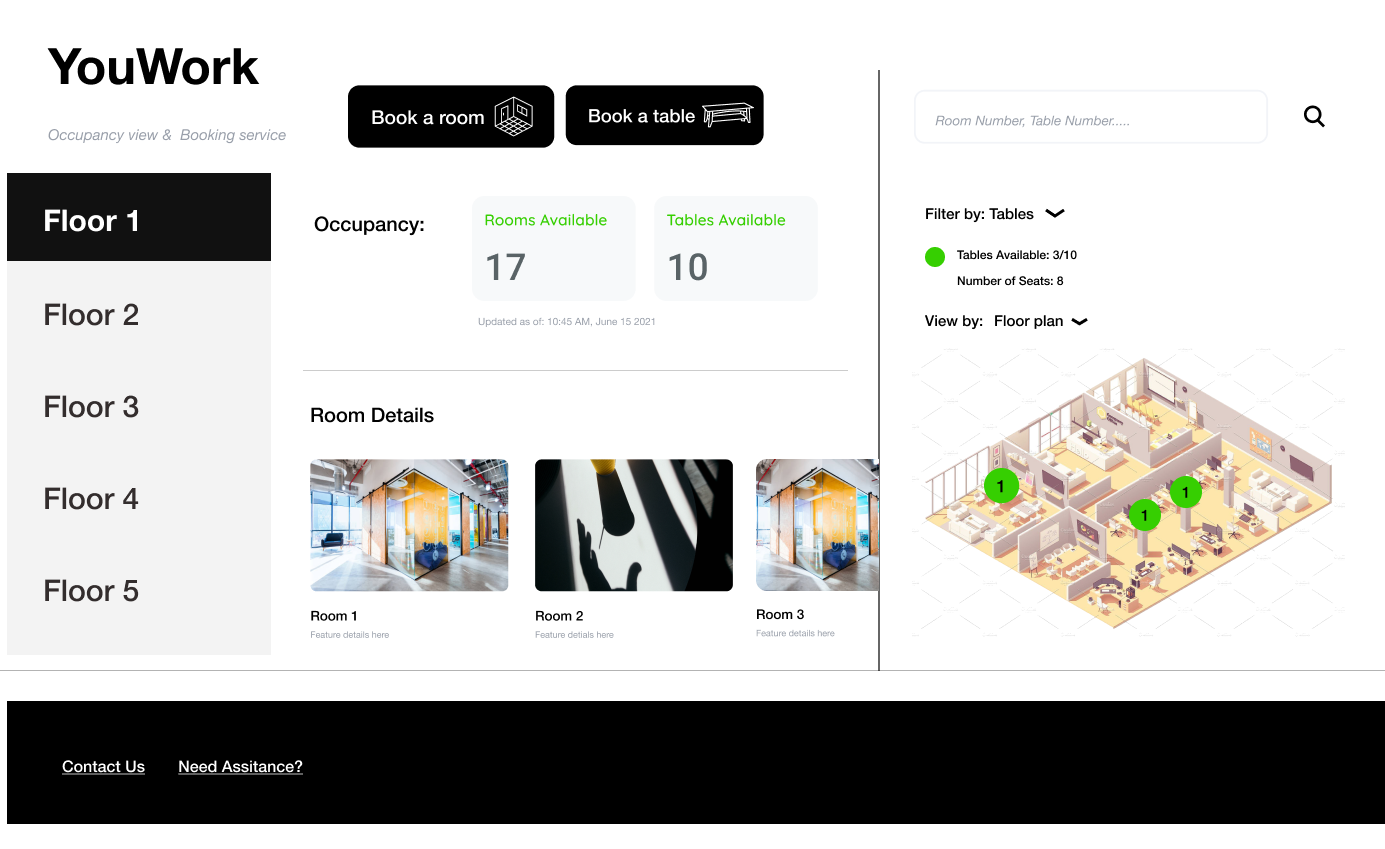 YouWork
Occupancy view & Booking service
Book a room
Book a table
Room Number, Table Number.....
Floor 1
Floor 2
Floor 3
Floor 4
Floor 5
Occupancy:
Rooms Available
17
Tables Available
10
Updated as of: 10:45 AM, June 15 2021
Room Details
Room 1
Feature details here
Room 2
Feature detials here
Room 3
Feature details here
Filter by: Tables
Tables Available: 3/10
Number of Seats: 8
View by: Floor plan
1
1
1
Contact Us
Need Assitance?